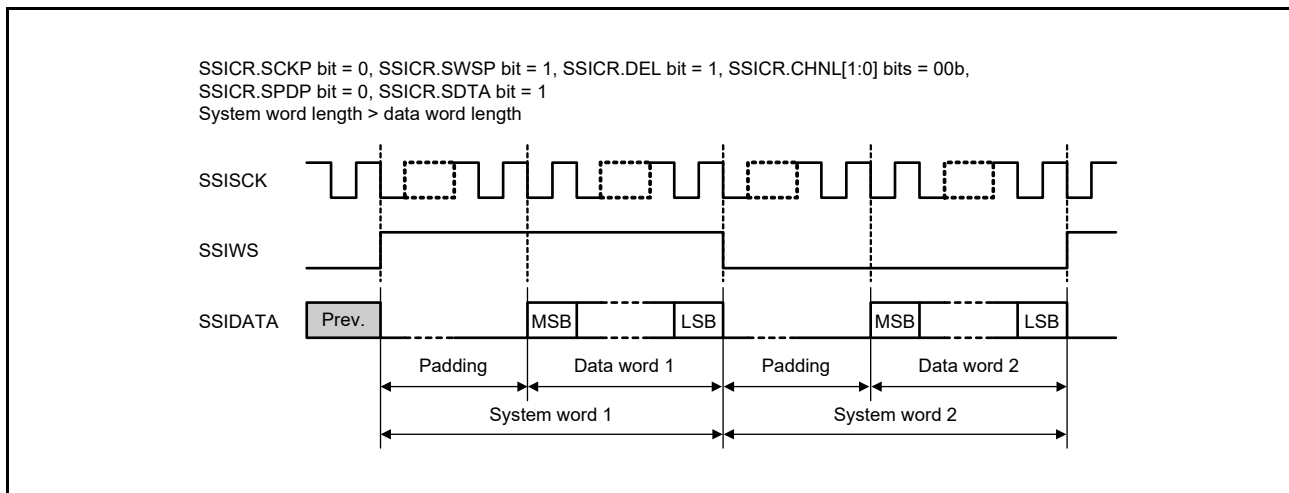 SSICR.SCKP bit = 0, SSICR.SWSP bit = 1, SSICR.DEL bit = 1, SSICR.CHNL[1:0] bits = 00b,
SSICR.SPDP bit = 0, SSICR.SDTA bit = 1
System word length > data word length
SSISCK
SSIWS
SSIDATA Prev. MSB LSB MSB LSB
Padding Data word 1 Padding Data word 2
System word 1 System word 2